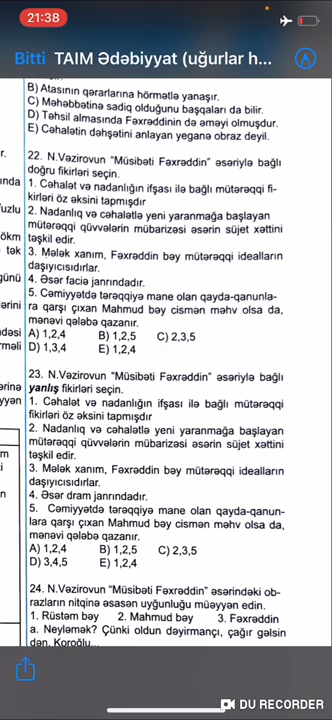 21:38
Bitti TAIM Ədəbiyyat (uğurlar h...
B) Atasının qərarlarına hörmətlə yanaşır.
C) Məhəbbətinə sadiq olduğunu başqaları da bilir.
D) Təhsil almasında Fəxrəddinin də əməyi olmuşdur.
E) Cəhalətin dəhşətini anlayan yeganə obraz deyil.
22. N.Vəzirovun "Müsibəti Fəxrəddin" əsəriylə bağlı
doğru fikirləri seçin.
1. Cəhalət və nadanlığın ifşası ilə bağlı mütərəqqi fi-
kirləri öz əksini tapmışdır
2. Nadanlıq və cəhalətlə yeni yaranmağa başlayan
mütərəqqi qüvvələrin mübarizəsi əsərin süjet xəttini
təşkil edir.
3. Mələk xanım, Fəxrəddin bəy mütərəqqi ideallarin
daşıyıcısıdırlar.
4. Əsər faciə janrındadır.
5. Cəmiyyətdə tərəqqiyə mane olan qayda-qanunla-
ra qarşı çıxan Mahmud bəy cismən məhv olsa da,
mənəvi qələbə qazanır.
A) 1,2,4 B) 1,2,5 C) 2,3,5
D) 1,3,4 E) 1,2,4
23. N.Vəzirovun "Müsibəti Fəxrəddin" əsəriylə bağlı
yanlış fikirləri seçin.
1. Cəhalət və nadanlığın ifşası ilə bağlı mütərəqqi
fikirləri öz əksini tapmışdır
2. Nadanlıq və cəhalətlə yeni yaranmağa başlayan
mütərəqqi qüvvələrin mübarizəsi əsərin süjet xəttini
təşkil edir.
3. Mələk xanım, Fəxrəddin bəy mütərəqqi ideallarin
daşıyıcısıdırlar.
4. Əsər dram janrındadır.
5. Cəmiyyətdə tərəqqiyə mane olan qayda-qanun-
lara qarşı çıxan Mahmud bəy cismən məhv olsa da,
mənəvi qələbə qazanır.
A) 1,2,4 B) 1,2,5 C) 2,3,5
D) 3,4,5 E) 1,2,4
24. N.Vəzirovun "Müsibəti Fəxrəddin" əsərindəki ob-
razların nitqinə əsasən uyğunluğu müəyyən edin.
1. Rüstəm bəy 2. Mahmud bəy 3. Fəxrəddin
a. Neyləmək? Çünki oldun dəyirmançı, çağır gəlsin
dən, Koroğlu...
DU RECORDER